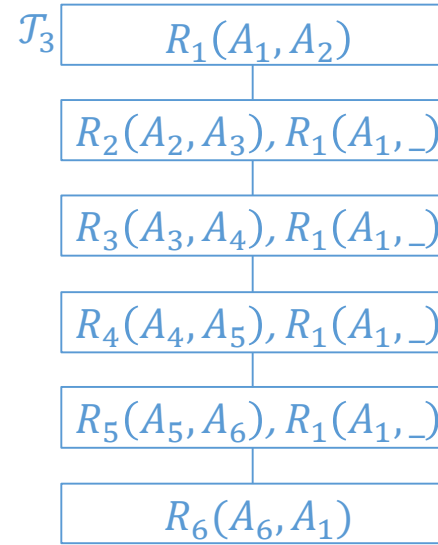 𝒯₃ R₁(A₁, A₂)
R₂(A₂, A₃), R₁(A₁, _)
R₃(A₃, A₄), R₁(A₁, _)
R₄(A₄, A₅), R₁(A₁, _)
R₅(A₅, A₆), R₁(A₁, _)
R₆(A₆, A₁)